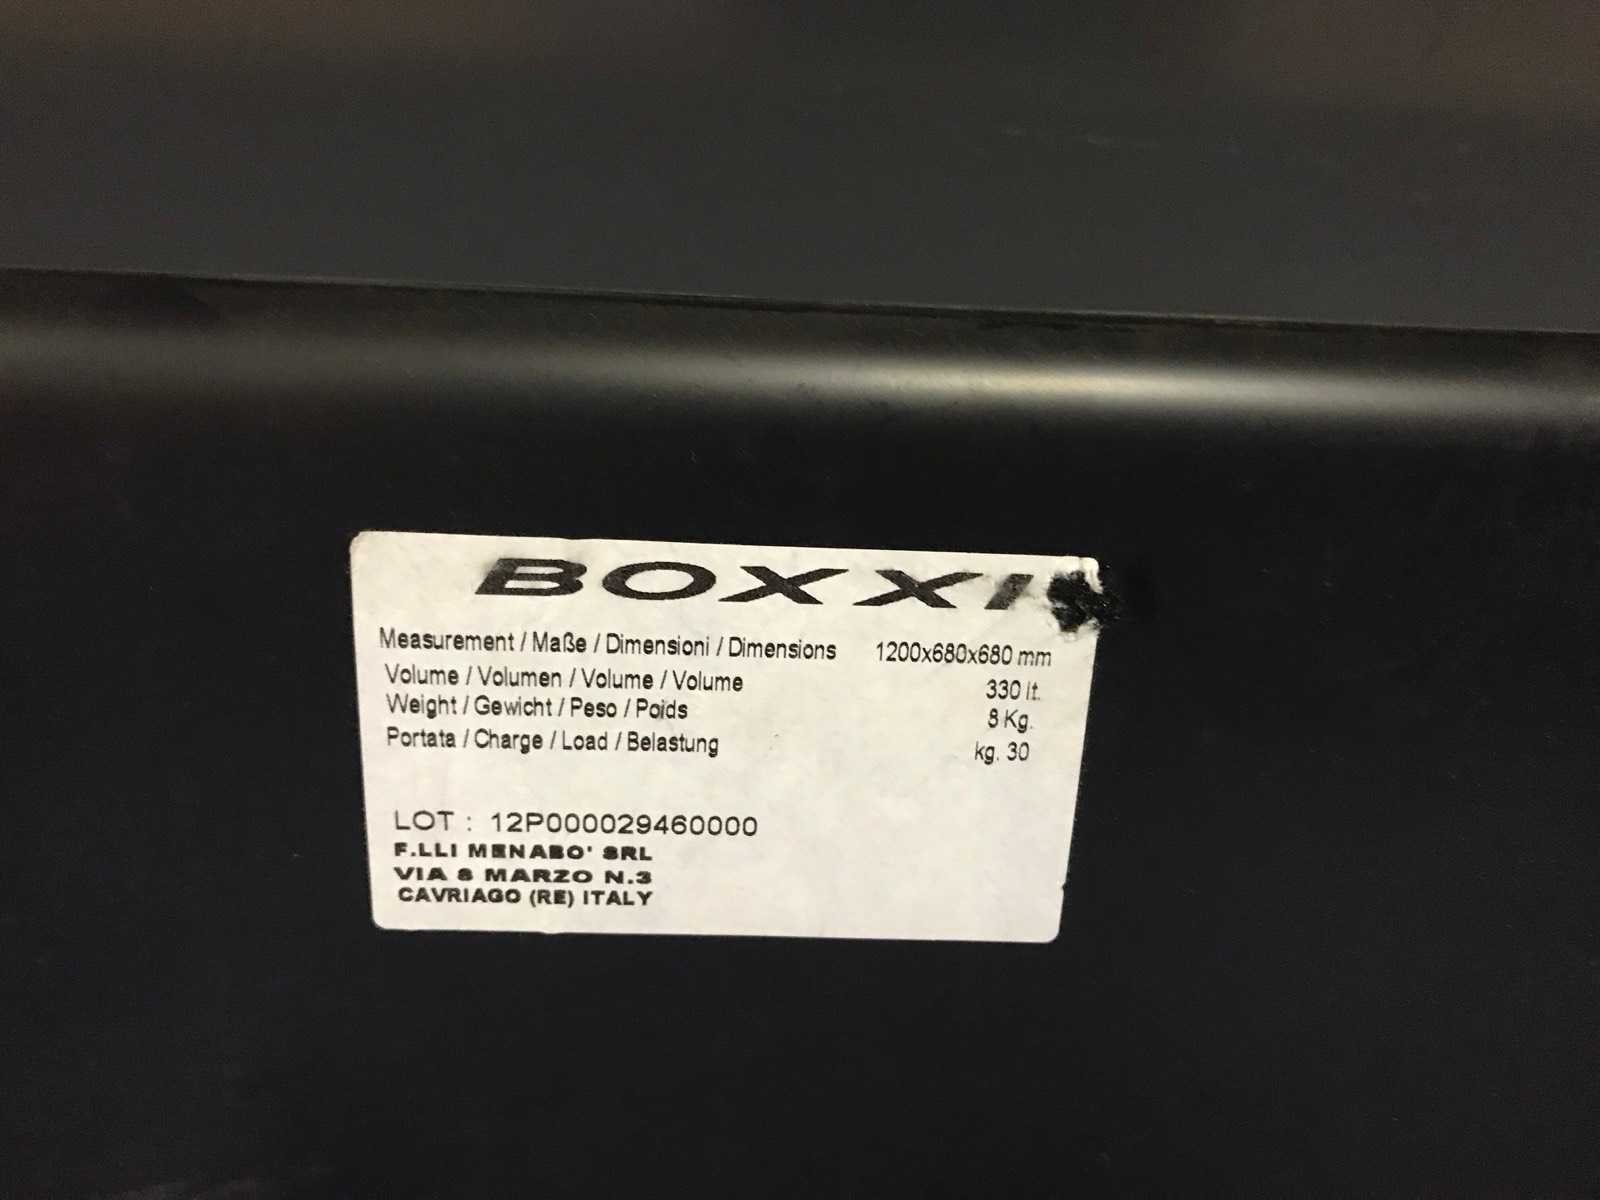 BOXXI
Measurement / Maße / Dimensioni / Dimensions 1200x680x680 mm
Volume / Volumen / Volume / Volume 330 lt.
Weight / Gewicht / Peso / Poids 8 Kg.
Portata / Charge / Load / Belastung kg. 30
LOT : 12P000029460000
F.LLI MENABO' SRL
VIA 8 MARZO N.3
CAVRIAGO (RE) ITALY